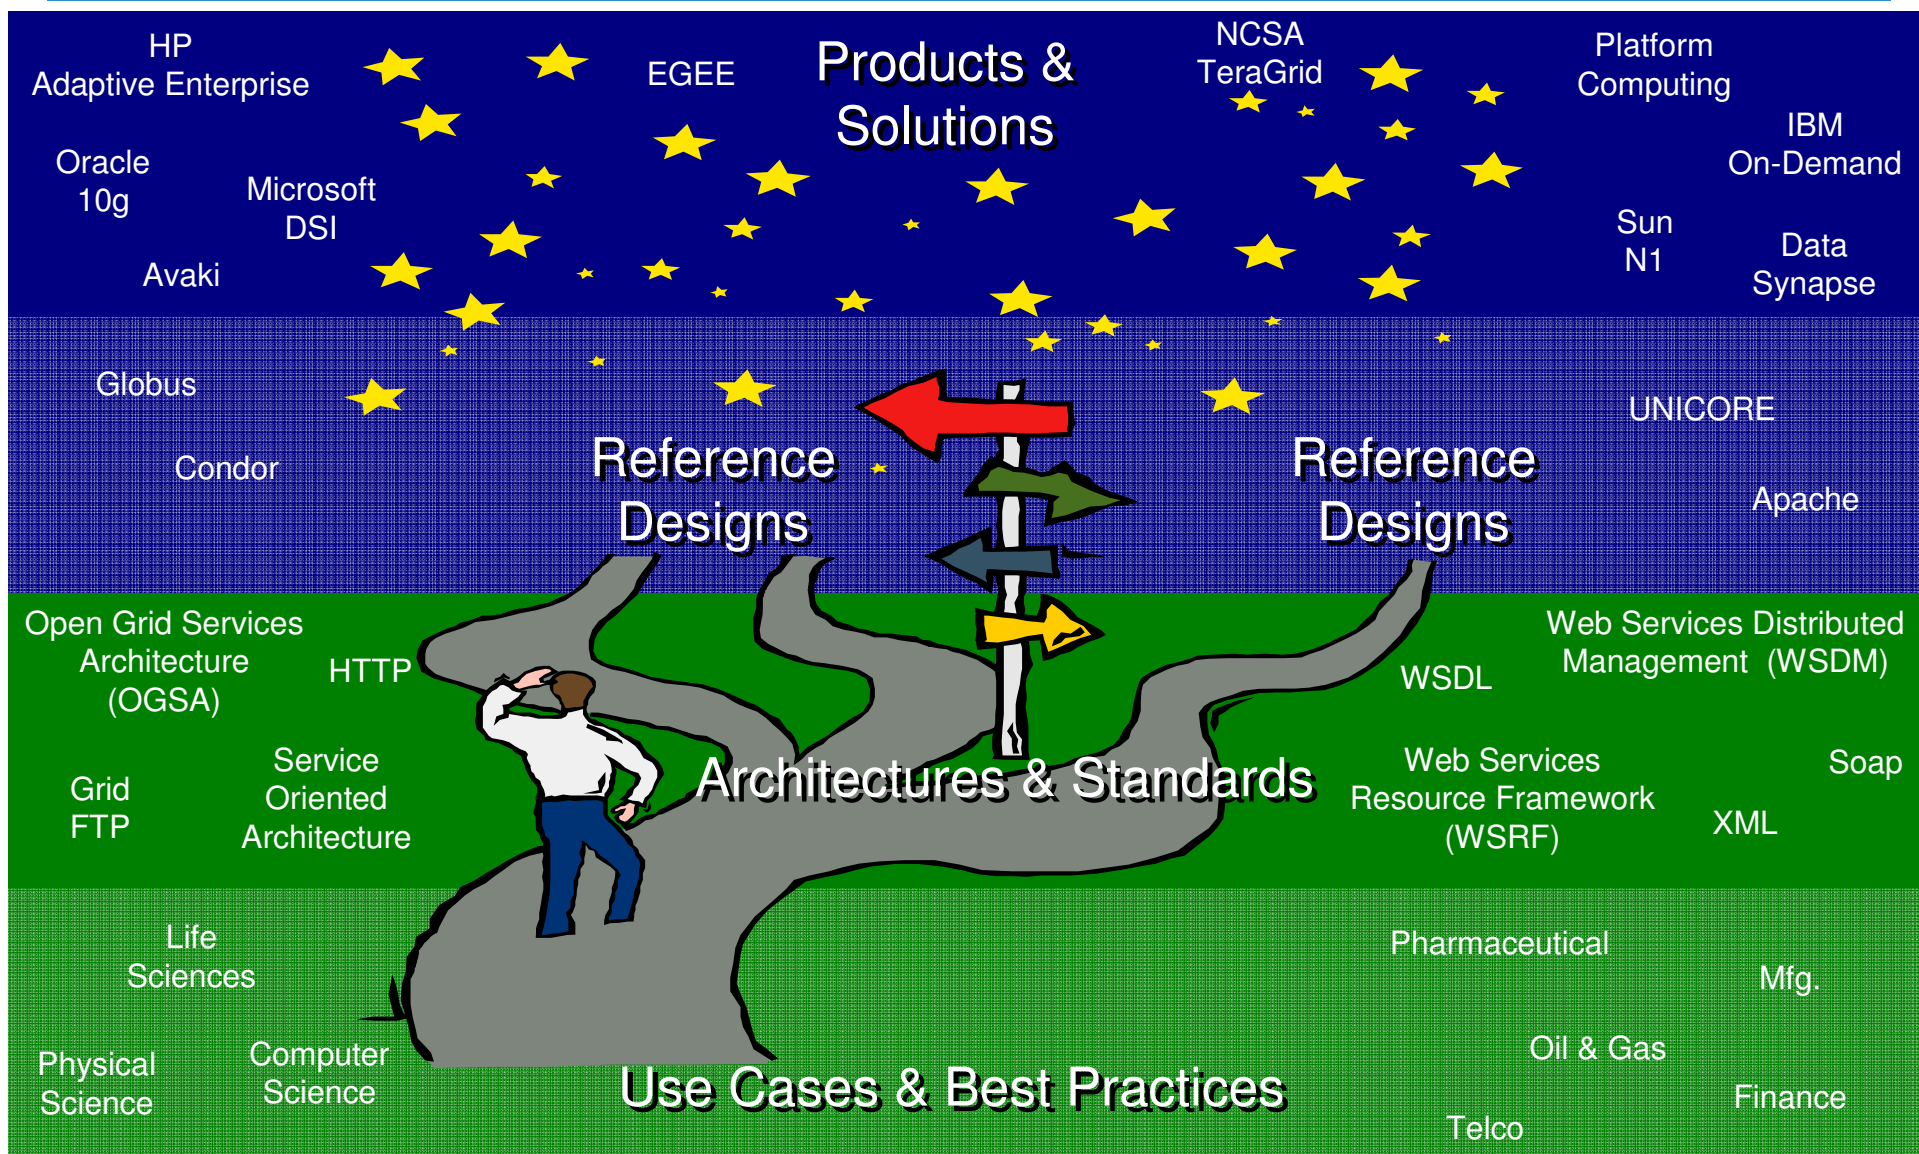 HP
Adaptive Enterprise
EGEE
Products &
Solutions
NCSA
TeraGrid
Platform
Computing
Oracle
10g
Microsoft
DSI
IBM
On-Demand
Avaki
Sun
N1
Data
Synapse
Globus
UNICORE
Condor
Reference
Designs
Reference
Designs
Apache
Open Grid Services
Architecture
(OGSA)
HTTP
WSDL
Web Services Distributed
Management (WSDM)
Grid
FTP
Service
Oriented
Architecture
Architectures & Standards
Web Services
Resource Framework
(WSRF)
Soap
XML
Life
Sciences
Pharmaceutical
Mfg.
Physical
Science
Computer
Science
Use Cases & Best Practices
Oil & Gas
Finance
Telco